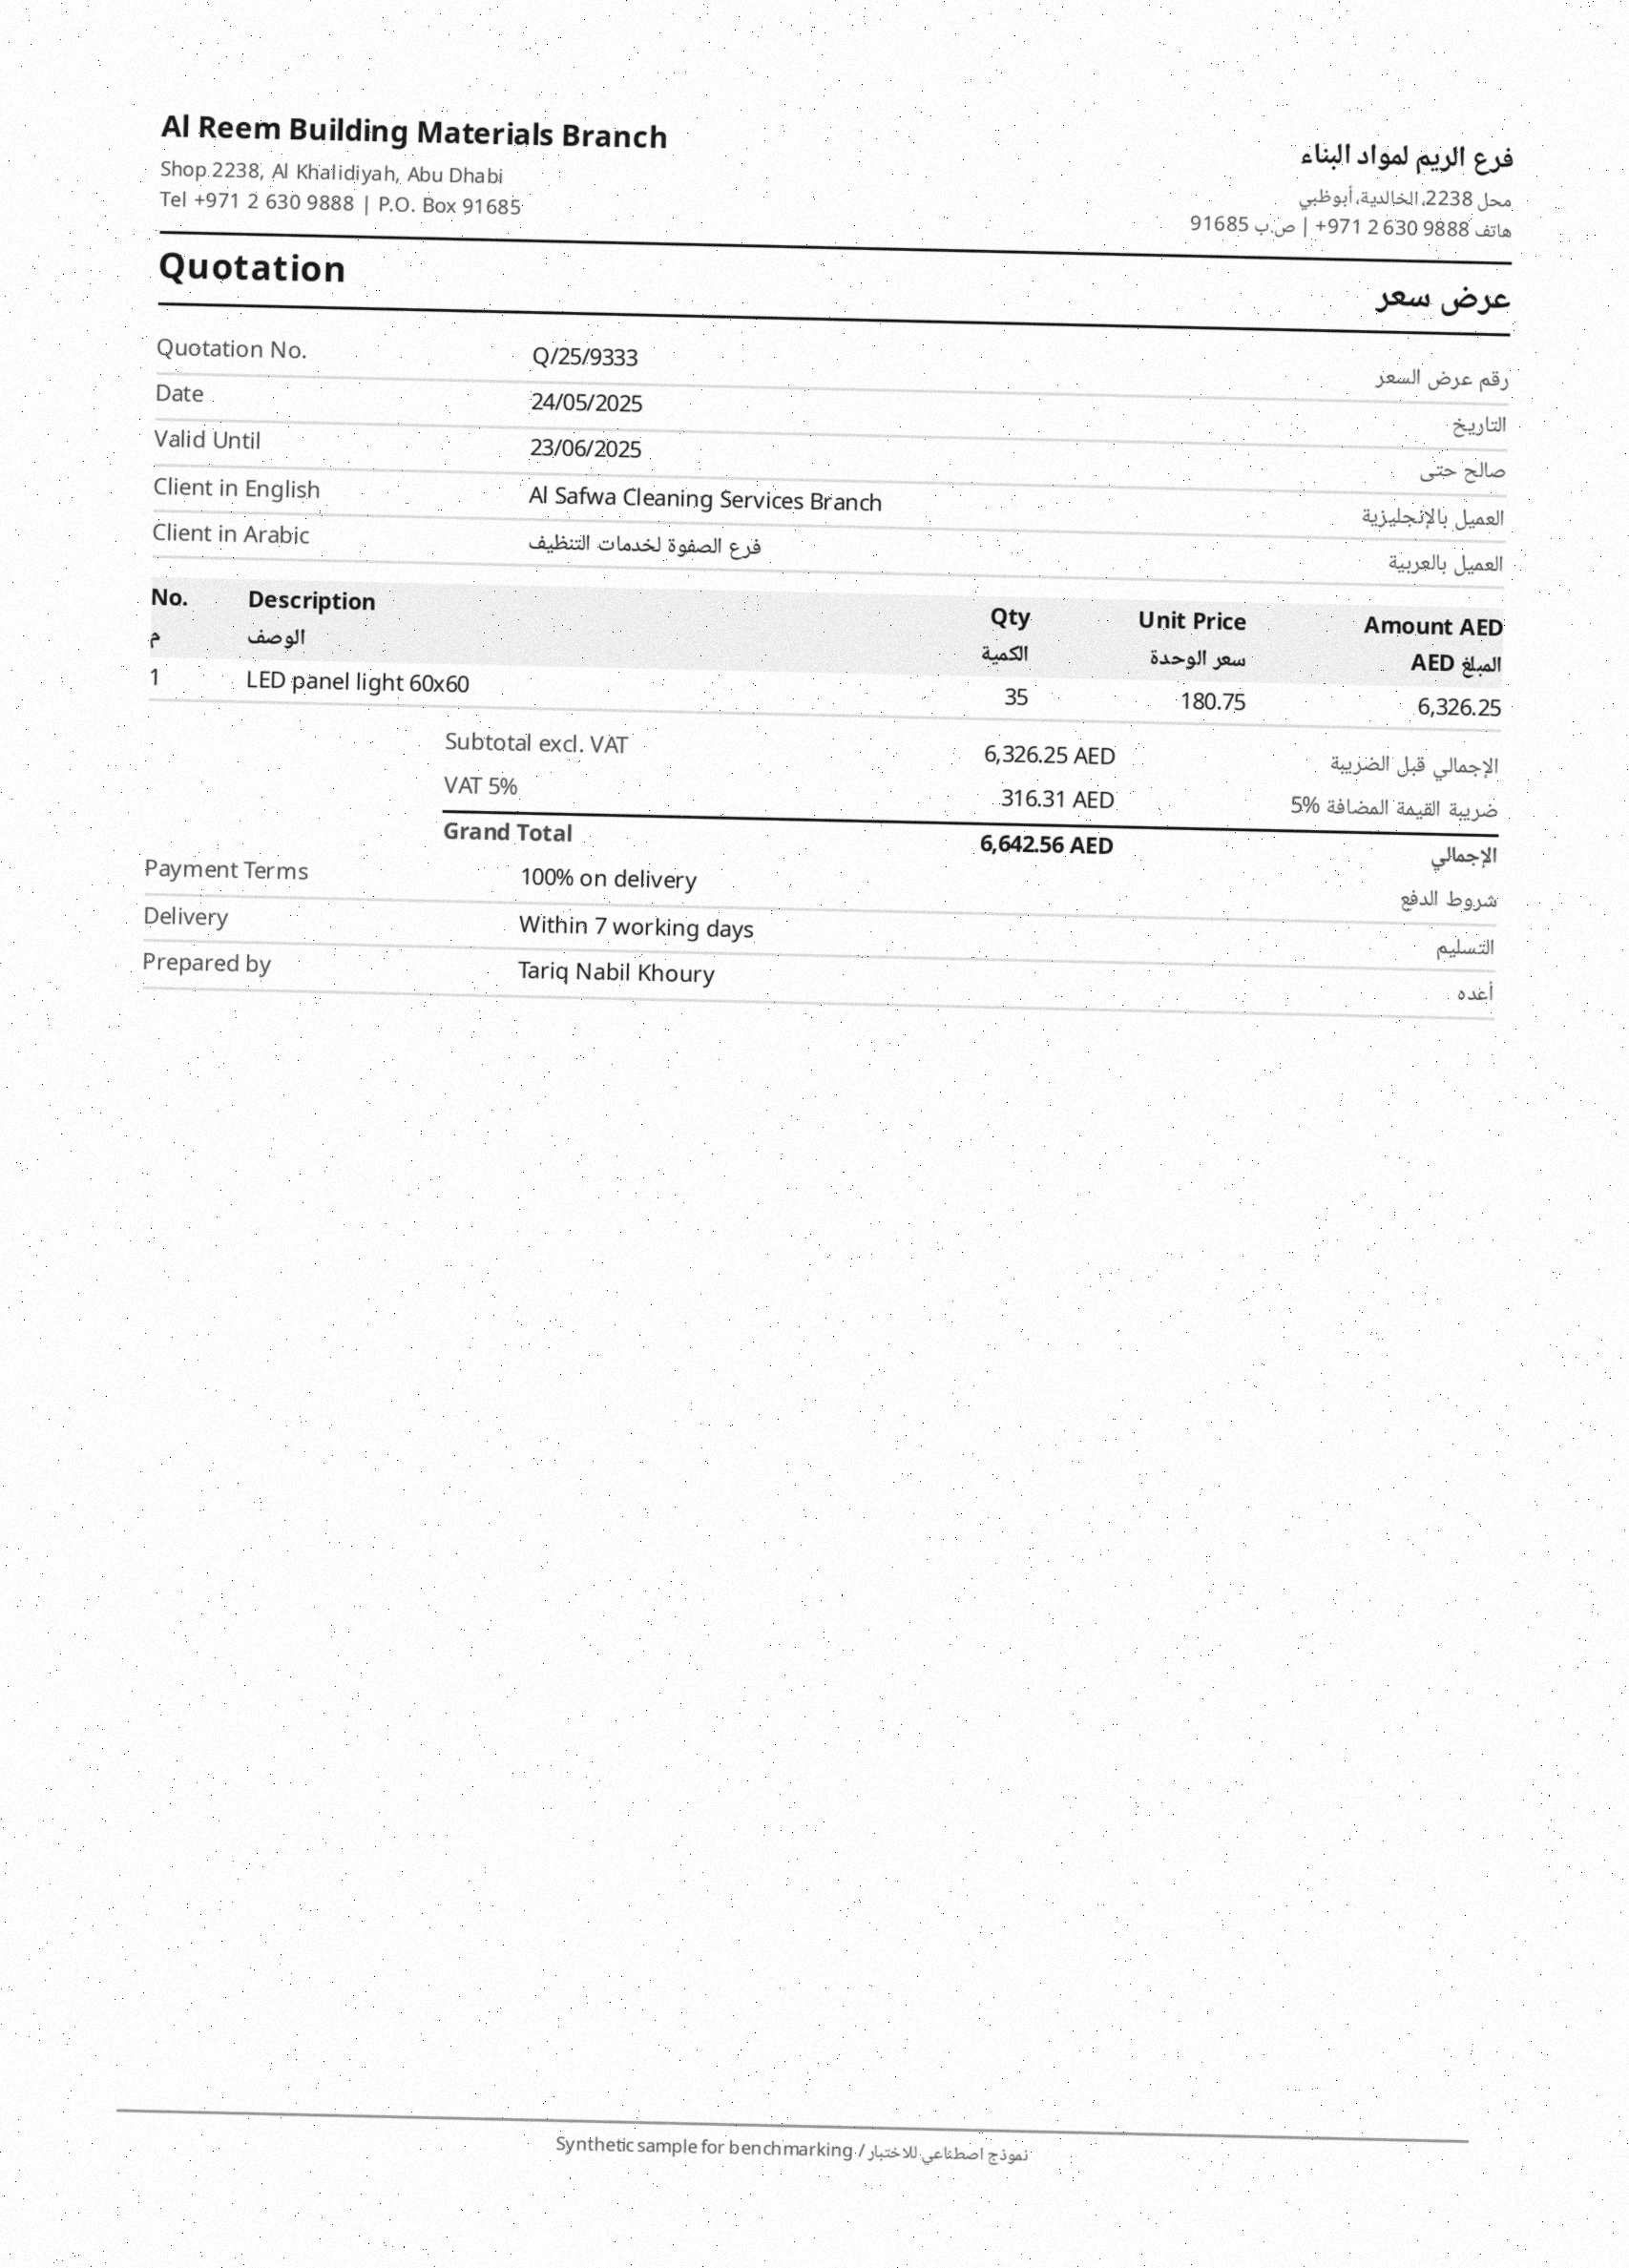 Al Reem Building Materials Branch
Shop 2238, Al Khalidiyah, Abu Dhabi
Tel +971 2 630 9888 | P.O. Box 91685
فرع الريم لمواد البناء
محل 2238، الخالدية، أبوظبي
هاتف 9888 630 2 971+ | ص.ب 91685
Quotation عرض سعر
Quotation No. Q/25/9333 رقم عرض السعر
Date 24/05/2025 التاريخ
Valid Until 23/06/2025 صالح حتى
Client in English Al Safwa Cleaning Services Branch العميل بالإنجليزية
Client in Arabic فرع الصفوة لخدمات التنظيف العميل بالعربية
No. Description Qty Unit Price Amount AED
م الوصف الكمية سعر الوحدة المبلغ AED
1 LED panel light 60x60 35 180.75 6,326.25
Subtotal excl. VAT 6,326.25 AED الإجمالي قبل الضريبة
VAT 5% 316.31 AED ضريبة القيمة المضافة 5%
Grand Total 6,642.56 AED الإجمالي
Payment Terms 100% on delivery شروط الدفع
Delivery Within 7 working days التسليم
Prepared by Tariq Nabil Khoury أعده
Synthetic sample for benchmarking / نموذج اصطناعي للاختبار